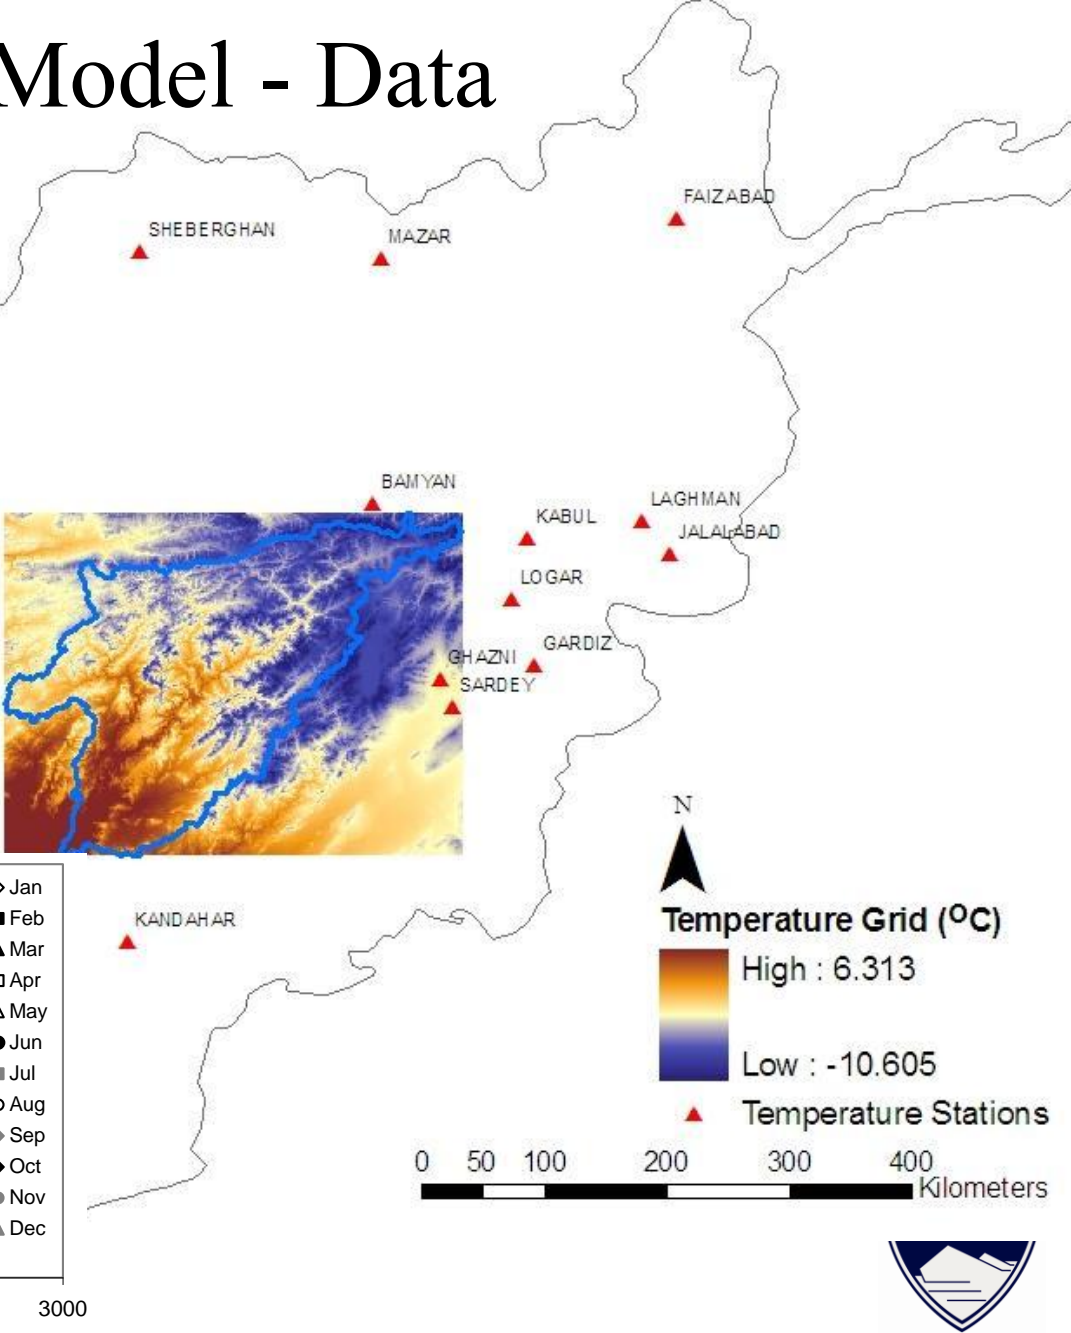 Model - Data
FAIZABAD
SHEBERGHAN
MAZAR
BAMYAN
LAGHMAN
KABUL
JALALABAD
LOGAR
GARDIZ
GHAZNI
SARDEY
N
KANDAHAR
Temperature Grid (ºC)
High : 6.313
Low : -10.605
Temperature Stations
0 50 100 200 300 400
Kilometers
Jan
Feb
Mar
Apr
May
Jun
Jul
Aug
Sep
Oct
Nov
Dec
3000